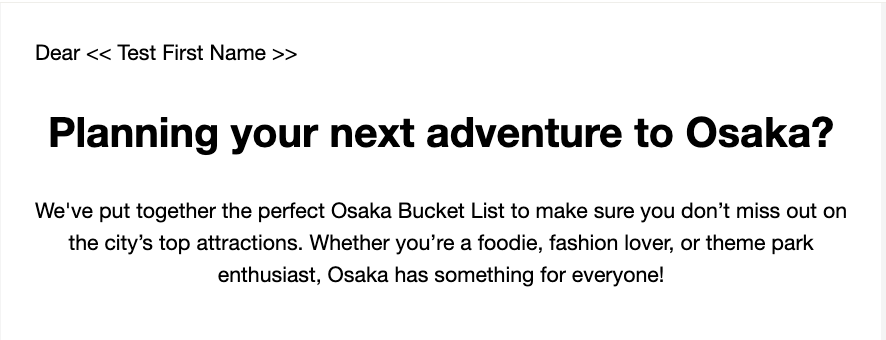 Dear << Test First Name >>
Planning your next adventure to Osaka?
We've put together the perfect Osaka Bucket List to make sure you don’t miss out on
the city’s top attractions. Whether you’re a foodie, fashion lover, or theme park
enthusiast, Osaka has something for everyone!